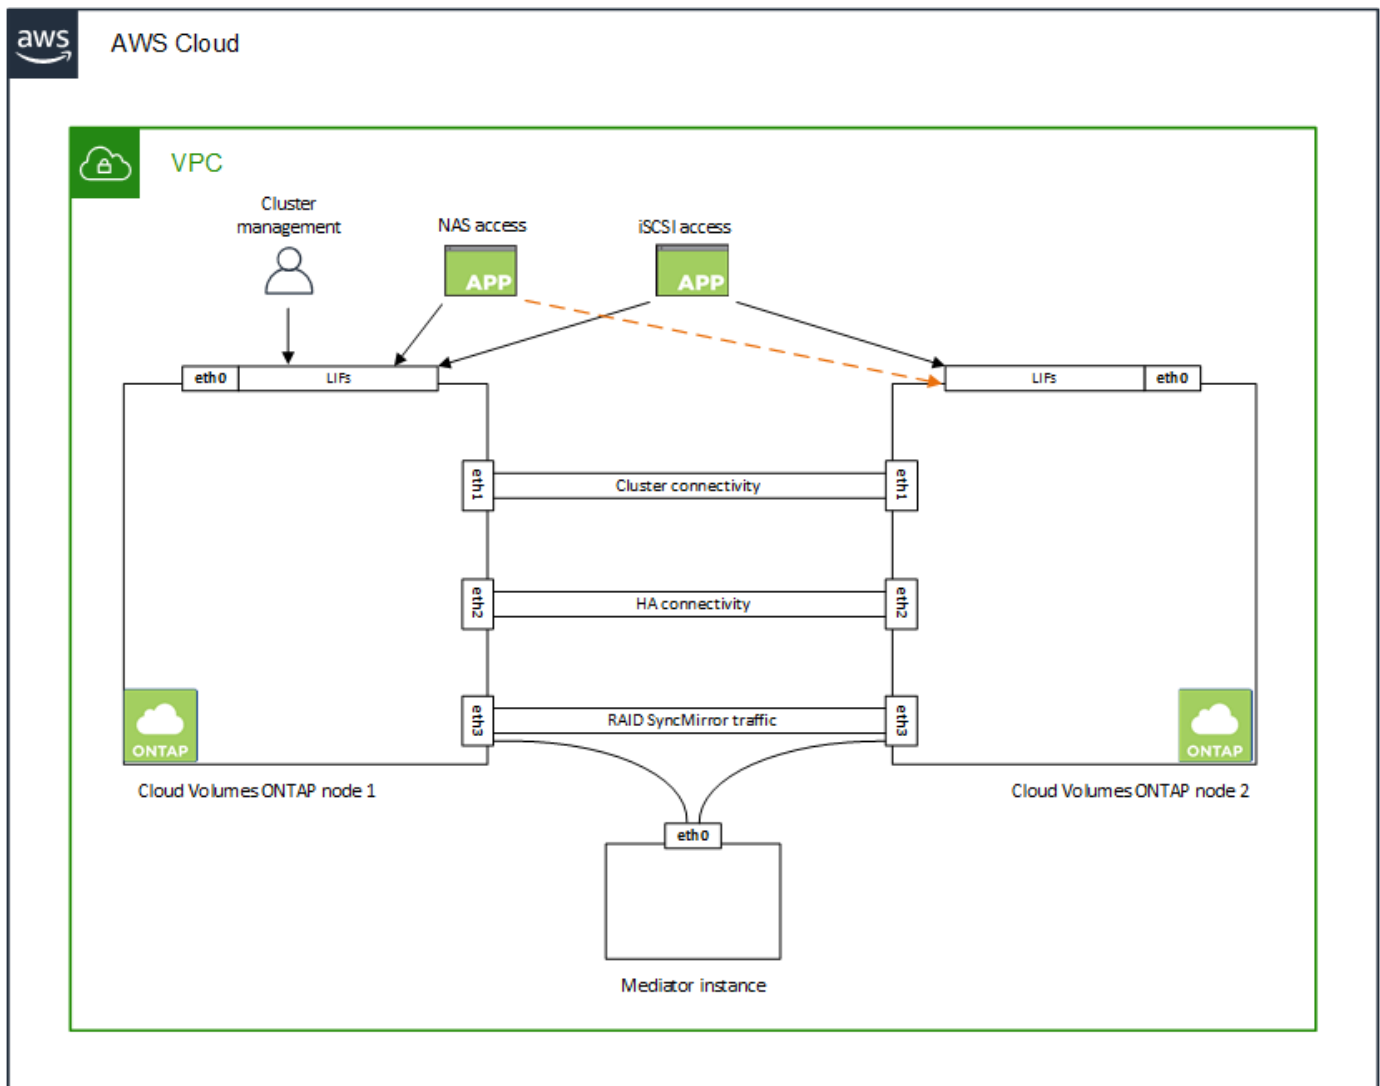 aws
AWS Cloud
VPC
Cluster
management
NAS access
iSCSI access
APP
APP
eth0
LIFs
LIFs
eth0
eth1
Cluster connectivity
eth1
eth2
HA connectivity
eth2
eth3
RAID SyncMirror traffic
eth3
ONTAP
ONTAP
Cloud Volumes ONTAP node 1
Cloud Volumes ONTAP node 2
eth0
Mediator instance